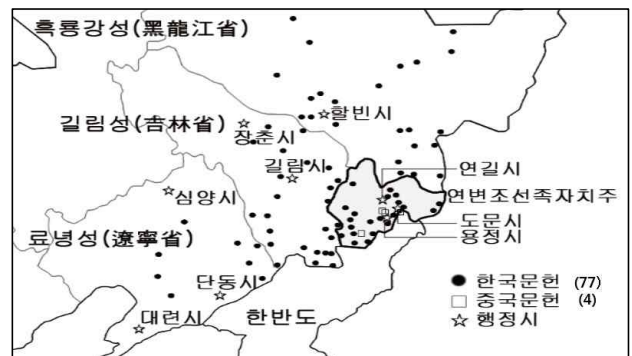 흑룡강성(黑龍江省)
할빈시
길림성(吉林省)
장춘시
길림시
연길시
심양시
연변조선족자치주
도문시
료녕성(遼寧省)
용정시
단동시
● 한국문헌 (77)
□ 중국문헌 (4)
☆ 행정시
대련시
한반도